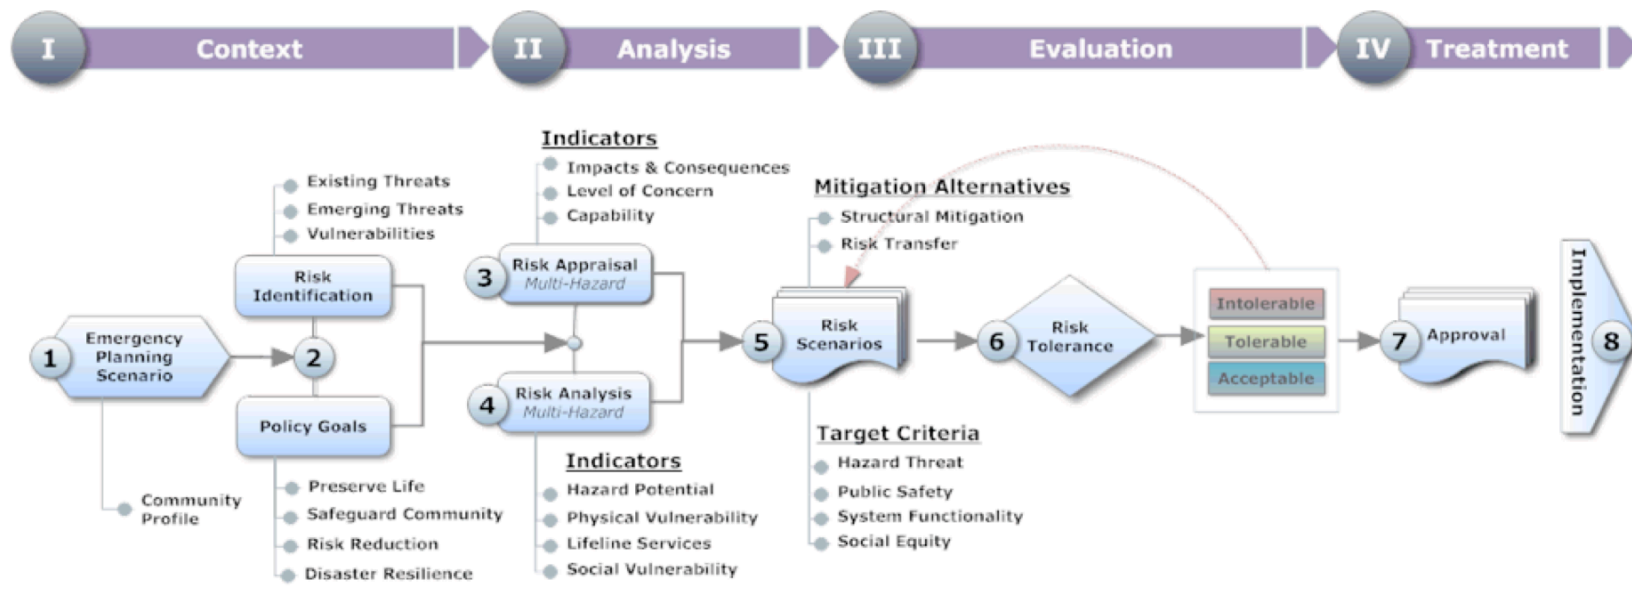 I
Context
II
Analysis
III
Evaluation
IV
Treatment
Existing Threats
Emerging Threats
Vulnerabilities
Risk
Identification
1
Emergency
Planning
Scenario
2
Policy Goals
Community
Profile
Preserve Life
Safeguard Community
Risk Reduction
Disaster Resilience
Indicators
Impacts & Consequences
Level of Concern
Capability
3
Risk Appraisal
Multi-Hazard
4
Risk Analysis
Multi-Hazard
Indicators
Hazard Potential
Physical Vulnerability
Lifeline Services
Social Vulnerability
Mitigation Alternatives
Structural Mitigation
Risk Transfer
5
Risk
Scenarios
Target Criteria
Hazard Threat
Public Safety
System Functionality
Social Equity
6
Risk
Tolerance
Intolerable
Tolerable
Acceptable
7
Approval
Implementation
8